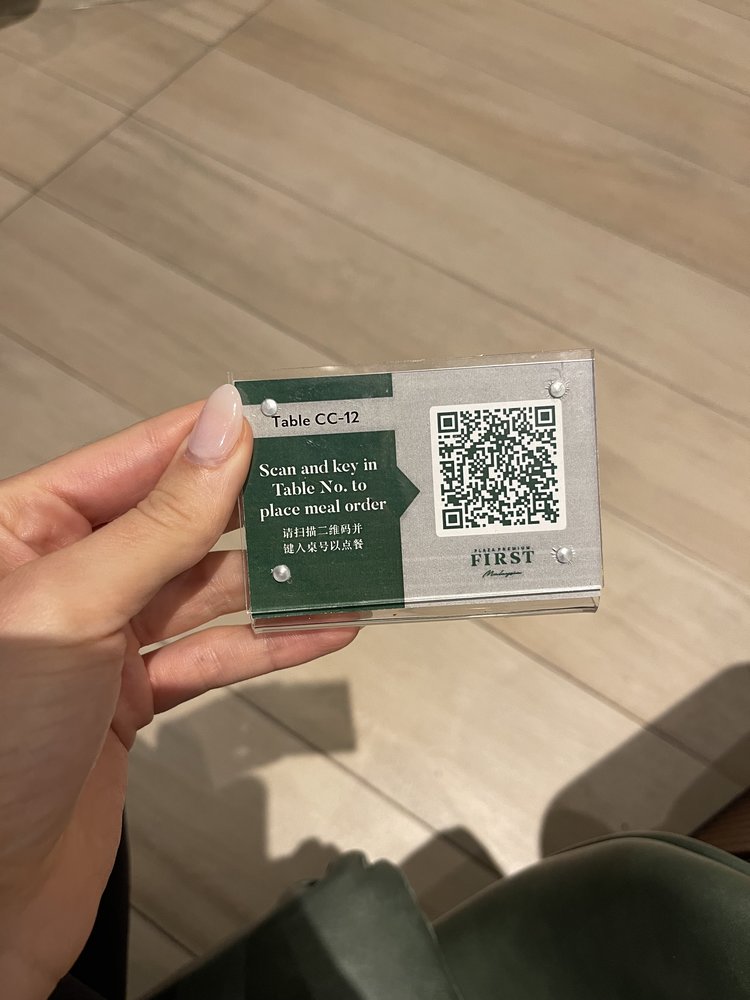 Table CC-12
Scan and key in
Table No. to
place meal order
请扫描二维码并
键入桌号以点餐
PLAZA PREMIUM
FIRST